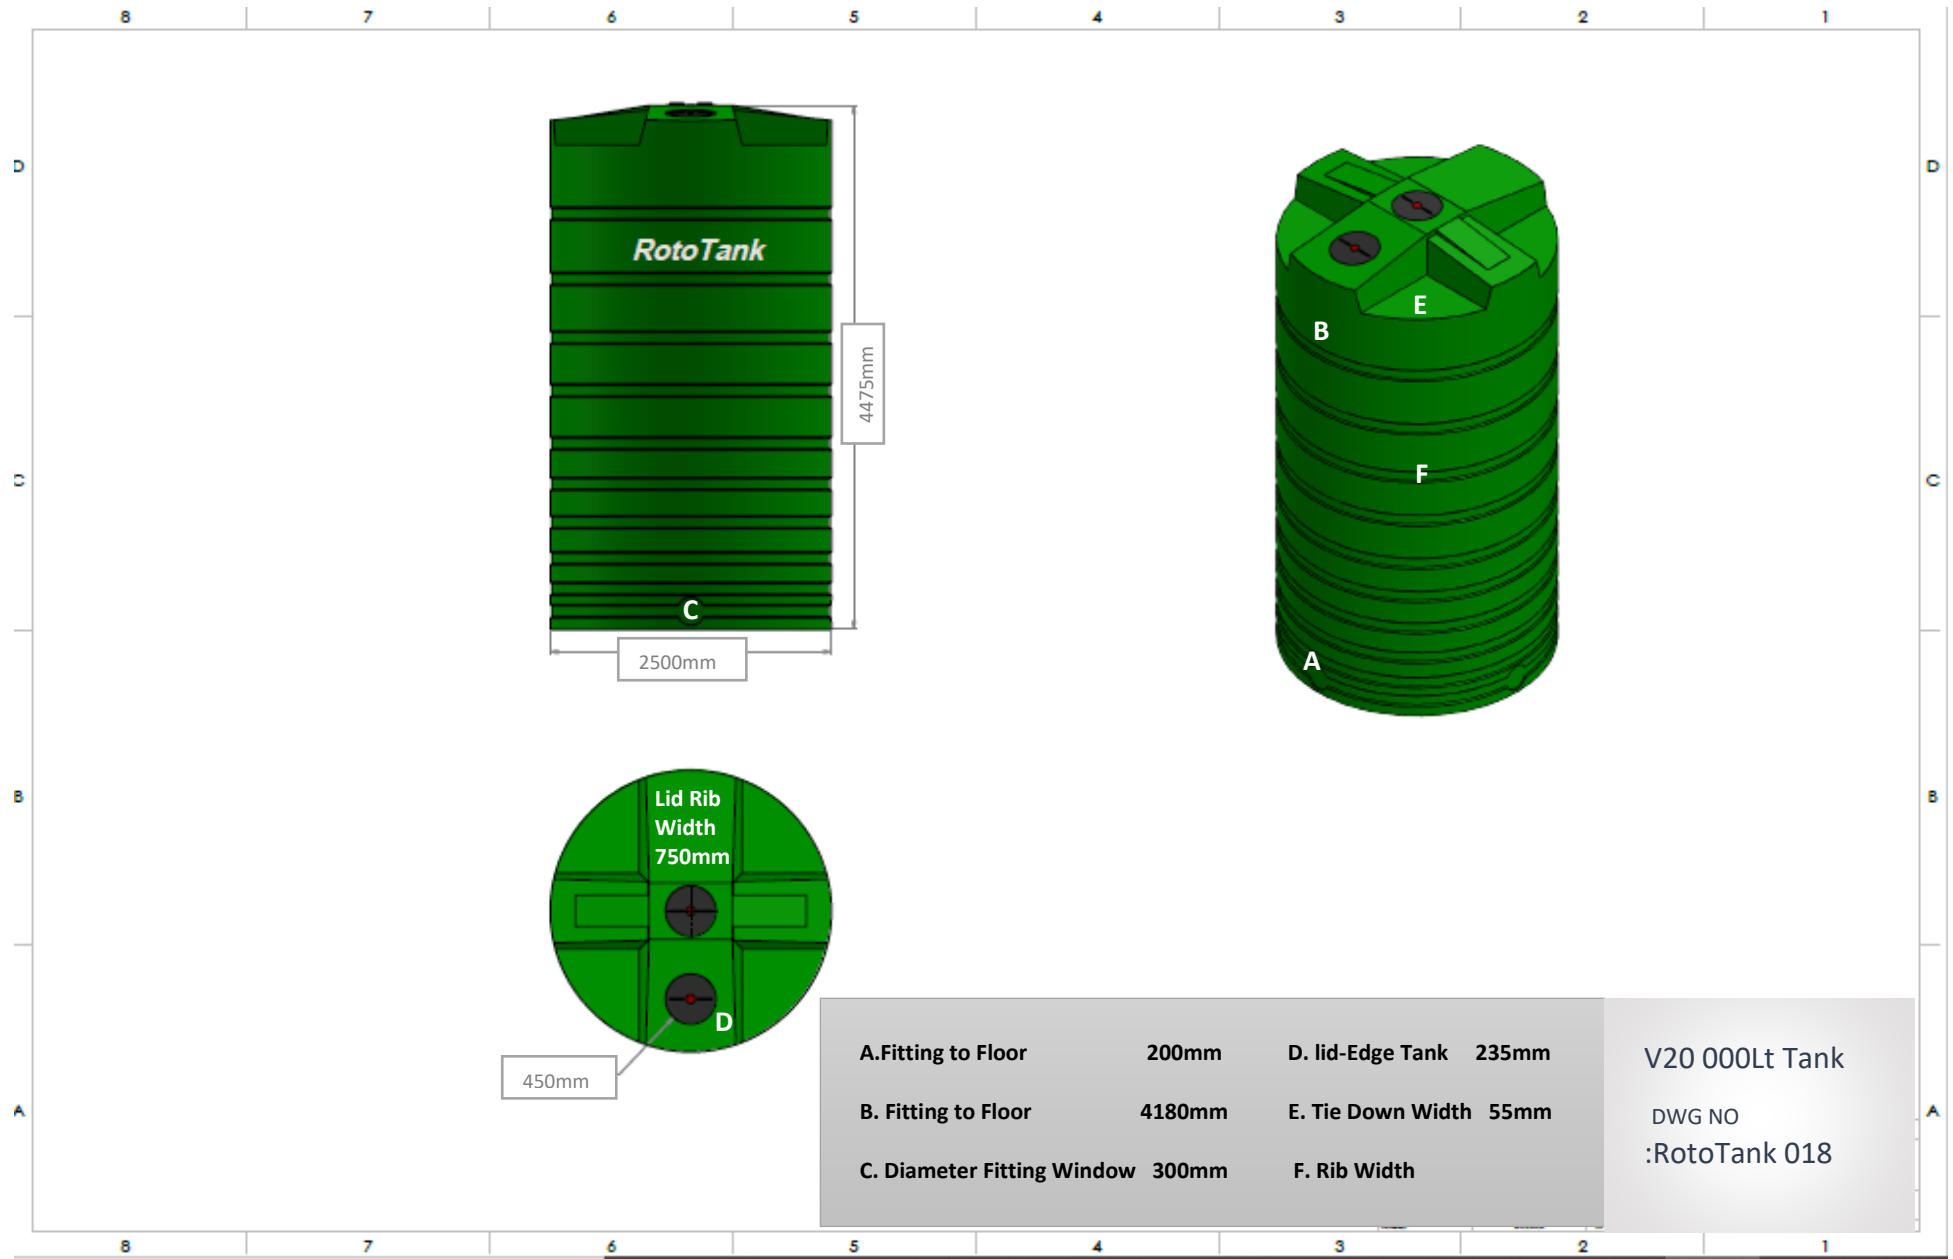 8 7 6 5 4 3 2 1
D D
RotoTank
E
B
4475mm
F
C C
C
A
2500mm
B B
Lid Rib
Width
750mm
D
450mm
A.Fitting to Floor 200mm D. lid-Edge Tank 235mm
B. Fitting to Floor 4180mm E. Tie Down Width 55mm
C. Diameter Fitting Window 300mm F. Rib Width
V20 000Lt Tank
DWG NO
:RotoTank 018
A A
8 7 6 5 4 3 2 1